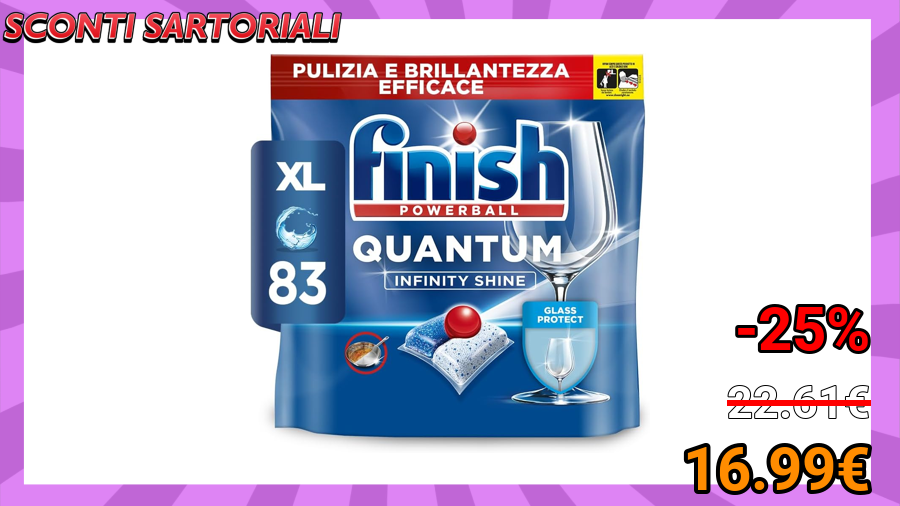 SCONTI SARTORIALI
PULIZIA E BRILLANTEZZA
EFFICACE
finish
POWERBALL
XL
83
QUANTUM
INFINITY SHINE
GLASS
PROTECT
-25%
22.61€
16.99€